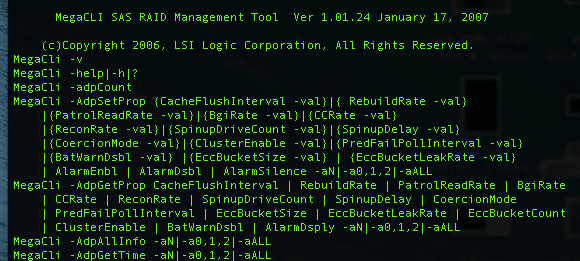 MegaCLI SAS RAID Management Tool  Ver 1.01.24 January 17, 2007
(c)Copyright 2006, LSI Logic Corporation, All Rights Reserved.
MegaCli -v
MegaCli -help|-h|?
MegaCli -adpCount
MegaCli -AdpSetProp {CacheFlushInterval -val}|{ RebuildRate -val}
|{PatrolReadRate -val}|{BgiRate -val}|{CCRate -val}
|{ReconRate -val}|{SpinupDriveCount -val}|{SpinupDelay -val}
|{CoercionMode -val}|{ClusterEnable -val}|{PredFailPollInterval -val}
|{BatWarnDsbl -val}|{EccBucketSize -val} | {EccBucketLeakRate -val}
| AlarmEnbl | AlarmDsbl | AlarmSilence -aN|-a0,1,2|-aALL
MegaCli -AdpGetProp CacheFlushInterval | RebuildRate | PatrolReadRate | BgiRate
| CCRate | ReconRate | SpinupDriveCount | SpinupDelay | CoercionMode
| PredFailPollInterval | EccBucketSize | EccBucketLeakRate | EccBucketCount
| ClusterEnable | BatWarnDsbl | AlarmDsply -aN|-a0,1,2|-aALL
MegaCli -AdpAllInfo -aN|-a0,1,2|-aALL
MegaCli -AdpGetTime -aN|-a0,1,2|-aALL